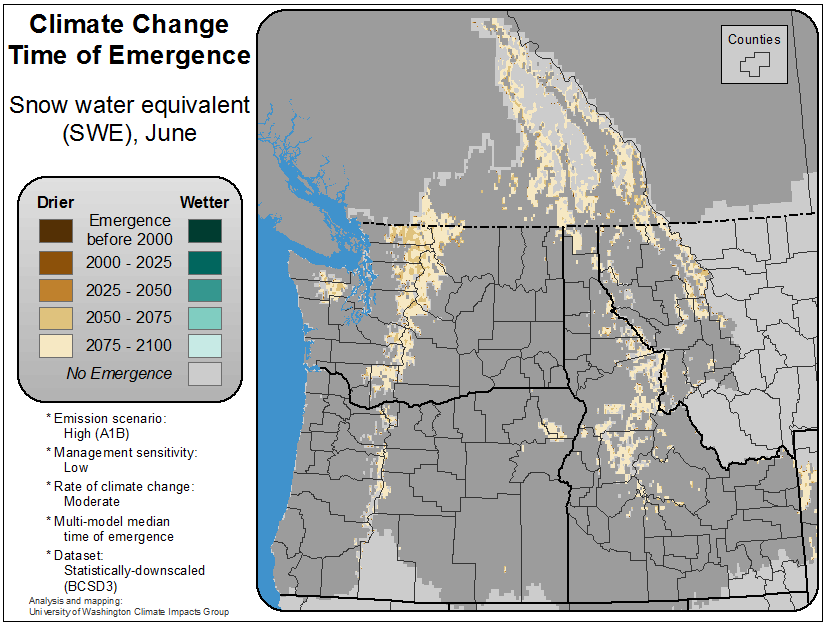 Climate Change
Time of Emergence
Snow water equivalent
(SWE), June
Drier
Wetter
Emergence
before 2000
2000 - 2025
2025 - 2050
2050 - 2075
2075 - 2100
No Emergence
* Emission scenario:
High (A1B)
* Management sensitivity:
Low
* Rate of climate change:
Moderate
* Multi-model median
time of emergence
* Dataset:
Statistically-downscaled
(BCSD3)
Analysis and mapping:
University of Washington Climate Impacts Group
Counties